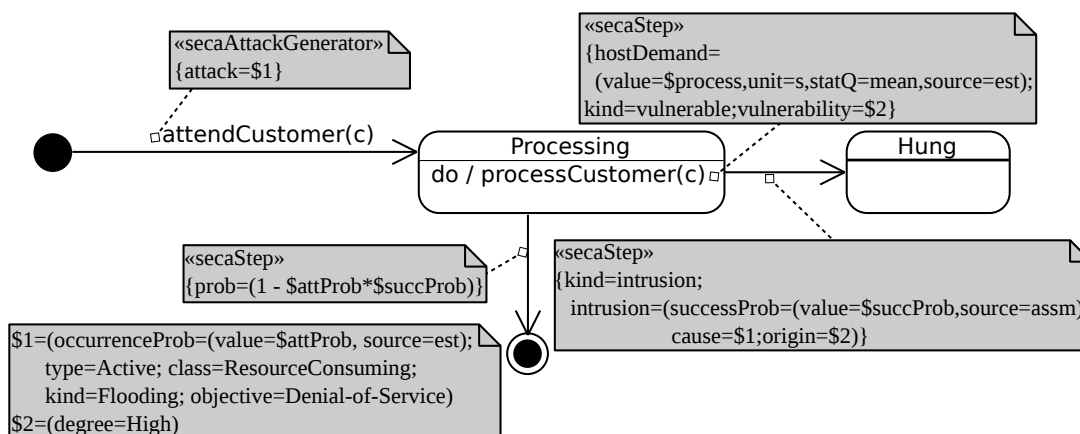 «secaAttackGenerator»
{attack=$1}
«secaStep»
{hostDemand=
(value=$process,unit=s,statQ=mean,source=est);
kind=vulnerable;vulnerability=$2}
attendCustomer(c)
Processing
do / processCustomer(c)
Hung
«secaStep»
{prob=(1 - $attProb*$succProb)}
«secaStep»
{kind=intrusion;
intrusion=(successProb=(value=$succProb,source=assm);
cause=$1;origin=$2)}
$1=(occurrenceProb=(value=$attProb, source=est);
type=Active; class=ResourceConsuming;
kind=Flooding; objective=Denial-of-Service)
$2=(degree=High)